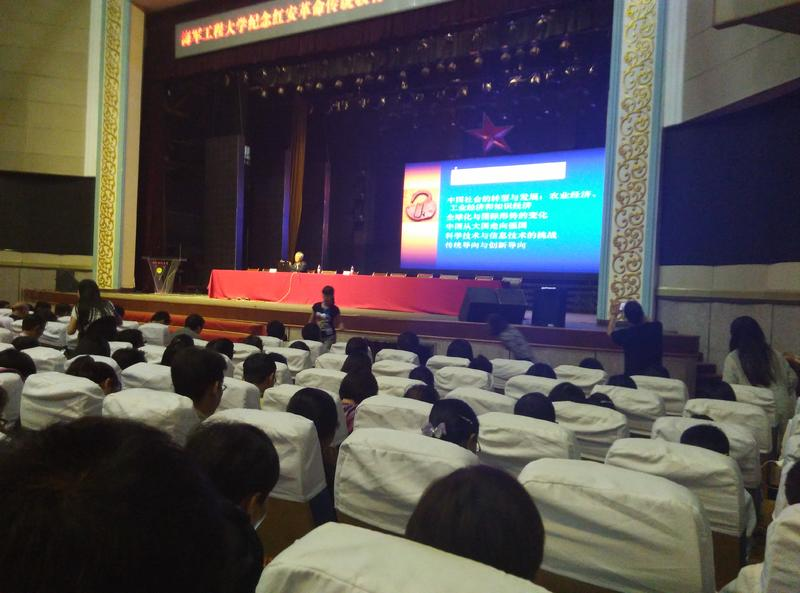 海军工程大学纪念红安革命传统教
中国社会的转型与发展：农业经济、
工业经济和知识经济
全球化与国际形势的变化
中国从大国走向强国
科学技术与信息技术的挑战
传统导向与创新导向